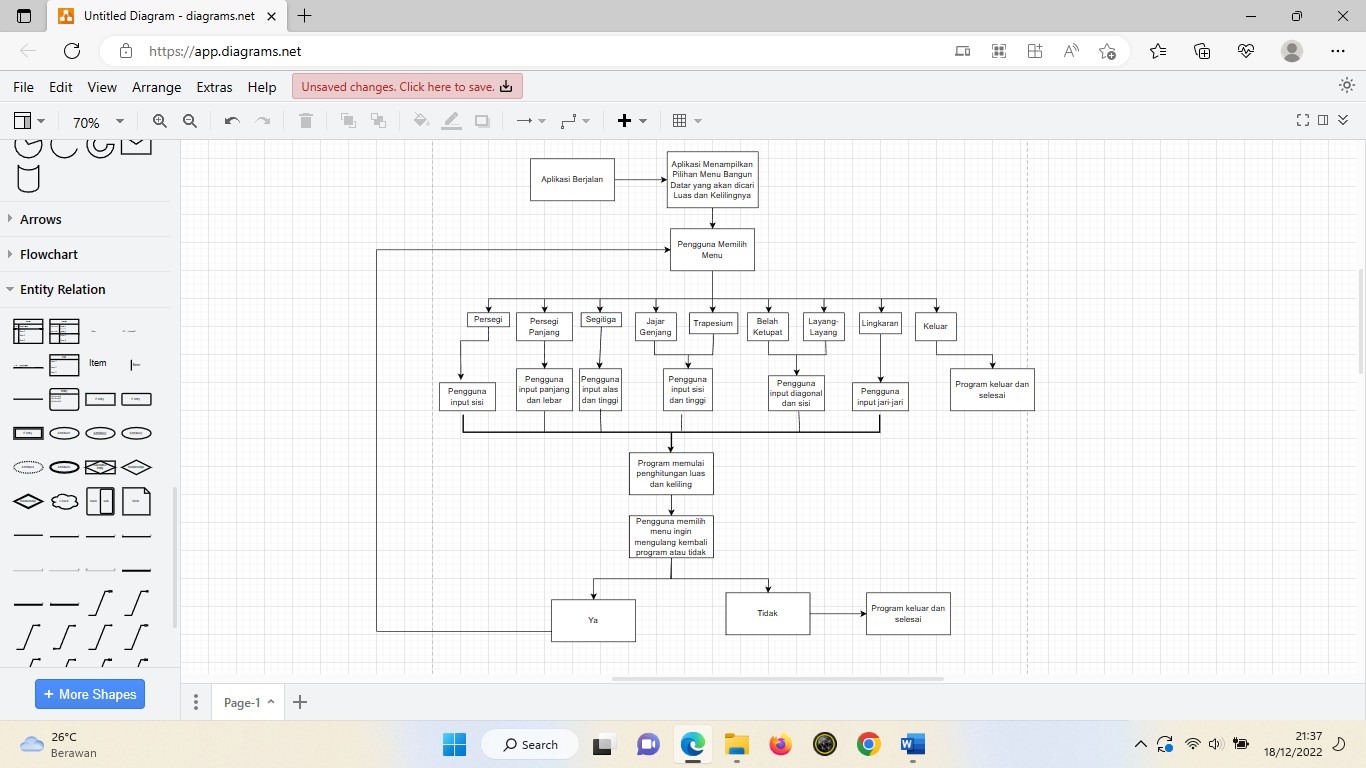 Untitled Diagram - diagrams.net
https://app.diagrams.net
File Edit View Arrange Extras Help
Unsaved changes. Click here to save.
70%
Arrows
Flowchart
Entity Relation
Item
+ More Shapes
Aplikasi Berjalan
Aplikasi Menampilkan
Pilihan Menu Bangun
Datar yang akan dicari
Luas dan Kelilingnya
Pengguna Memilih
Menu
Persegi
Persegi
Panjang
Segitiga
Jajar
Genjang
Trapesium
Belah
Ketupat
Layang-
Layang
Lingkaran
Keluar
Pengguna
input sisi
Pengguna
input panjang
dan lebar
Pengguna
input alas
dan tinggi
Pengguna
input sisi
dan tinggi
Pengguna
input diagonal
dan sisi
Pengguna
input jari-jari
Program keluar dan
selesai
Program memulai
penghitungan luas
dan keliling
Pengguna memilih
menu ingin
mengulang kembali
program atau tidak
Ya
Tidak
Program keluar dan
selesai
Page-1
26°C
Berawan
Search
21:37
18/12/2022